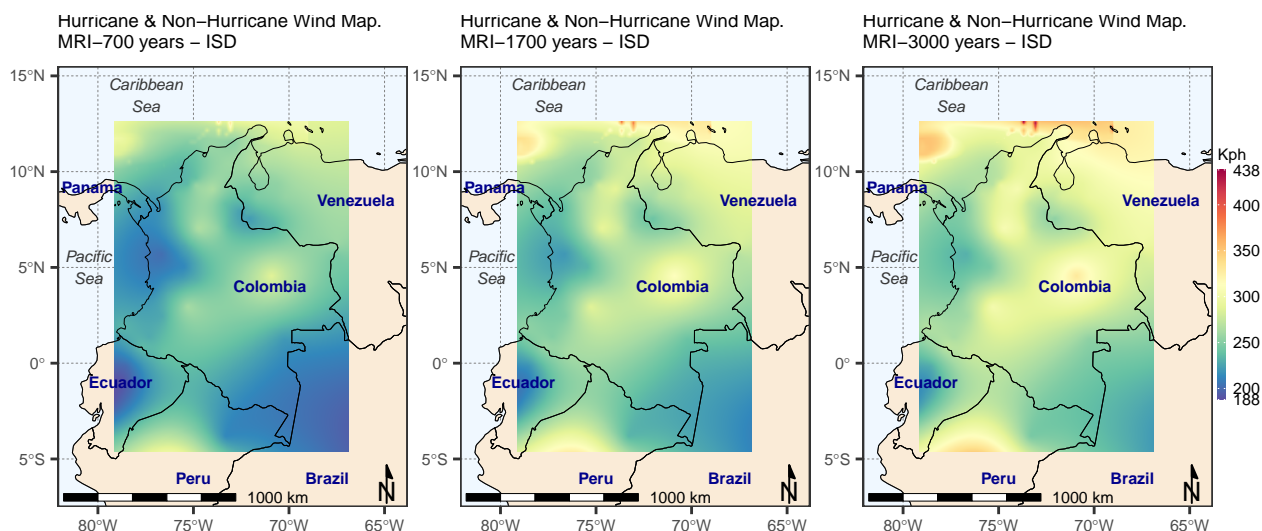 Hurricane & Non−Hurricane Wind Map.
MRI−700 years − ISD
15°N
10°N
5°N
0°
5°S
Caribbean
Sea
Panama
Venezuela
Pacific
Sea
Colombia
Ecuador
Peru
Brazil
1000 km
N
80°W
75°W
70°W
65°W
Hurricane & Non−Hurricane Wind Map.
MRI−1700 years − ISD
15°N
10°N
5°N
0°
5°S
Caribbean
Sea
Panama
Venezuela
Pacific
Sea
Colombia
Ecuador
Peru
Brazil
1000 km
N
80°W
75°W
70°W
65°W
Hurricane & Non−Hurricane Wind Map.
MRI−3000 years − ISD
15°N
10°N
5°N
0°
5°S
Caribbean
Sea
Panama
Venezuela
Pacific
Sea
Colombia
Ecuador
Peru
Brazil
1000 km
N
80°W
75°W
70°W
65°W
Kph
438
400
350
300
250
200
188